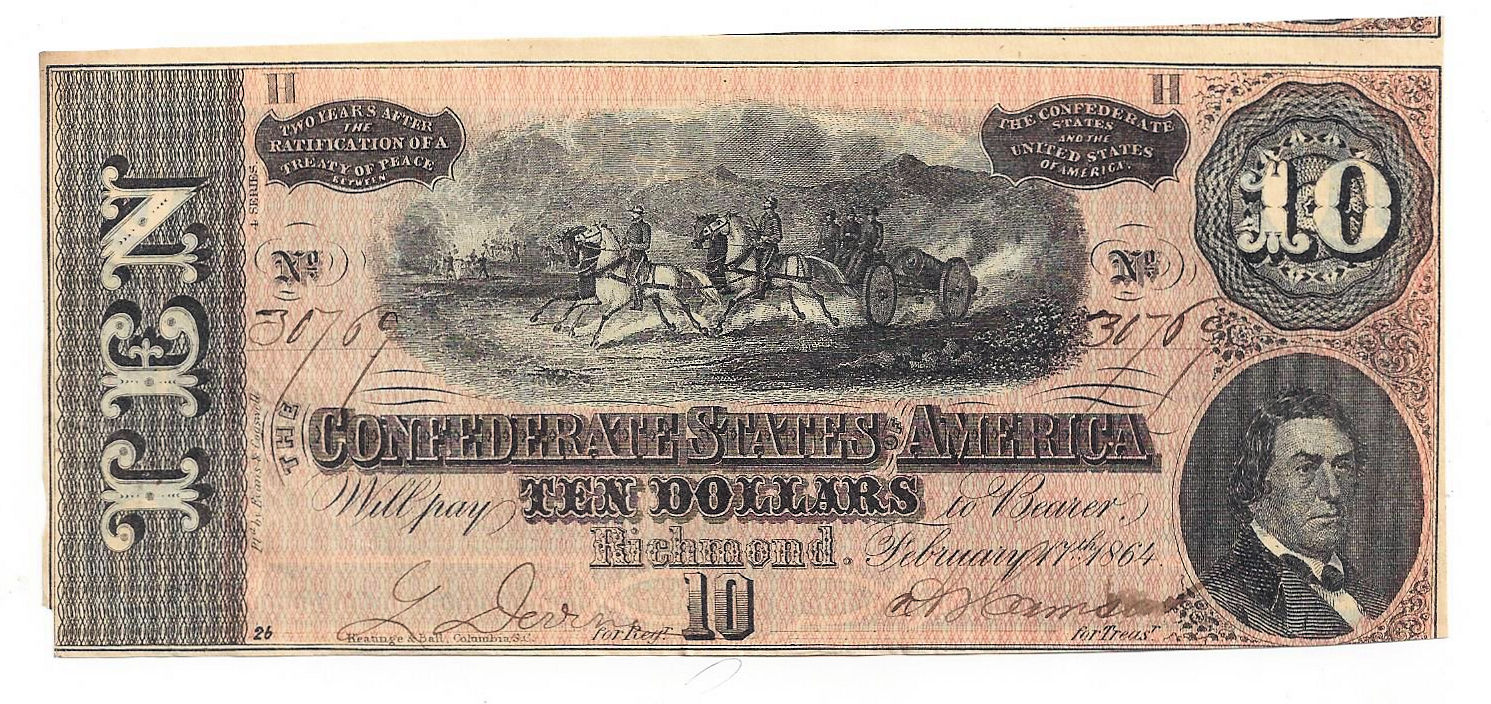 TEN
H
H
TWO YEARS AFTER
THE
RATIFICATION OF A
TREATY OF PEACE
BETWEEN
THE CONFEDERATE
STATES
AND THE
UNITED STATES
OF AMERICA.
10
4 SERIES
No
No
30769
30769
THE
CONFEDERATE STATES OF AMERICA
Will pay TEN DOLLARS to Bearer
Richmond. February 17th 1864.
Ptd by Evans & Cogswell
10
26
Keatinge & Ball, Columbia, S.C.
for Regr
for Treasr